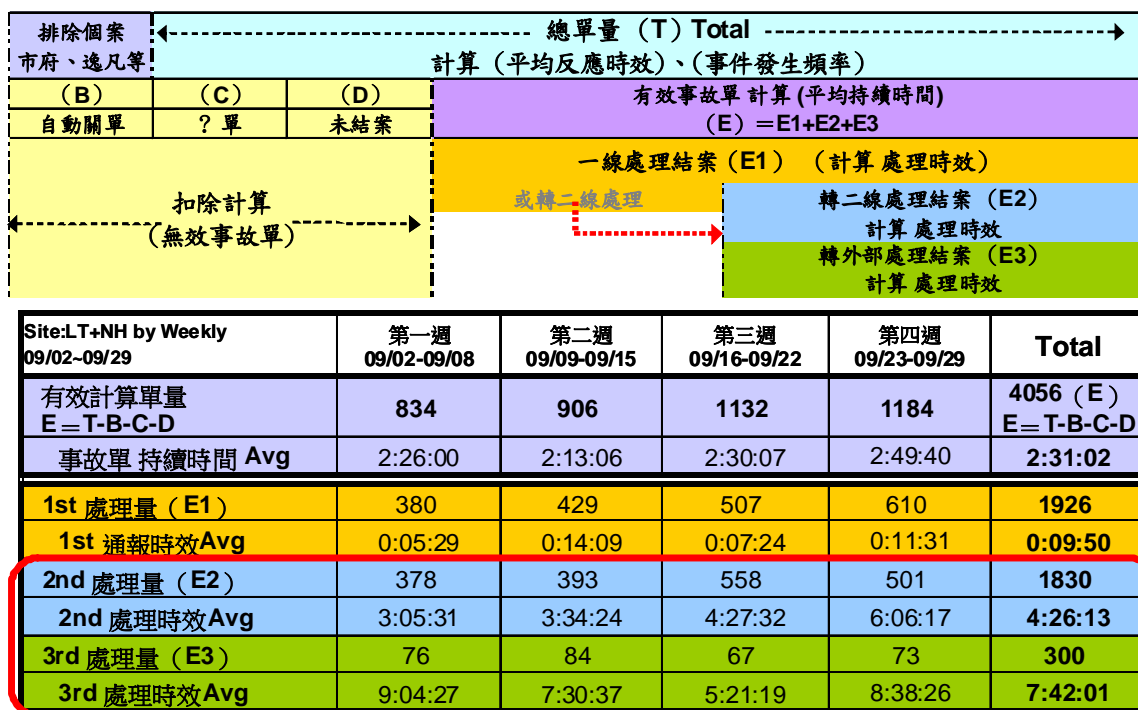 排除個案
市府、逸凡等
總單量（T）Total
計算（平均反應時效）、（事件發生頻率）
（B） （C） （D）
自動關單 ？單 未結案
有效事故單 計算 (平均持續時間)
（E）＝E1+E2+E3
一線處理結案（E1） （計算 處理時效）
或轉二線處理
扣除計算
（無效事故單）
轉二線處理結案（E2）
計算 處理時效
轉外部處理結案（E3）
計算 處理時效
Site:LT+NH by Weekly 第一週 第二週 第三週 第四週 Total
09/02~09/29 09/02-09/08 09/09-09/15 09/16-09/22 09/23-09/29
有效計算單量 834 906 1132 1184 4056（E）
E＝T-B-C-D E＝T-B-C-D
事故單 持續時間 Avg 2:26:00 2:13:06 2:30:07 2:49:40 2:31:02
1st 處理量（E1） 380 429 507 610 1926
1st 通報時效Avg 0:05:29 0:14:09 0:07:24 0:11:31 0:09:50
2nd 處理量（E2） 378 393 558 501 1830
2nd 處理時效Avg 3:05:31 3:34:24 4:27:32 6:06:17 4:26:13
3rd 處理量（E3） 76 84 67 73 300
3rd 處理時效Avg 9:04:27 7:30:37 5:21:19 8:38:26 7:42:01